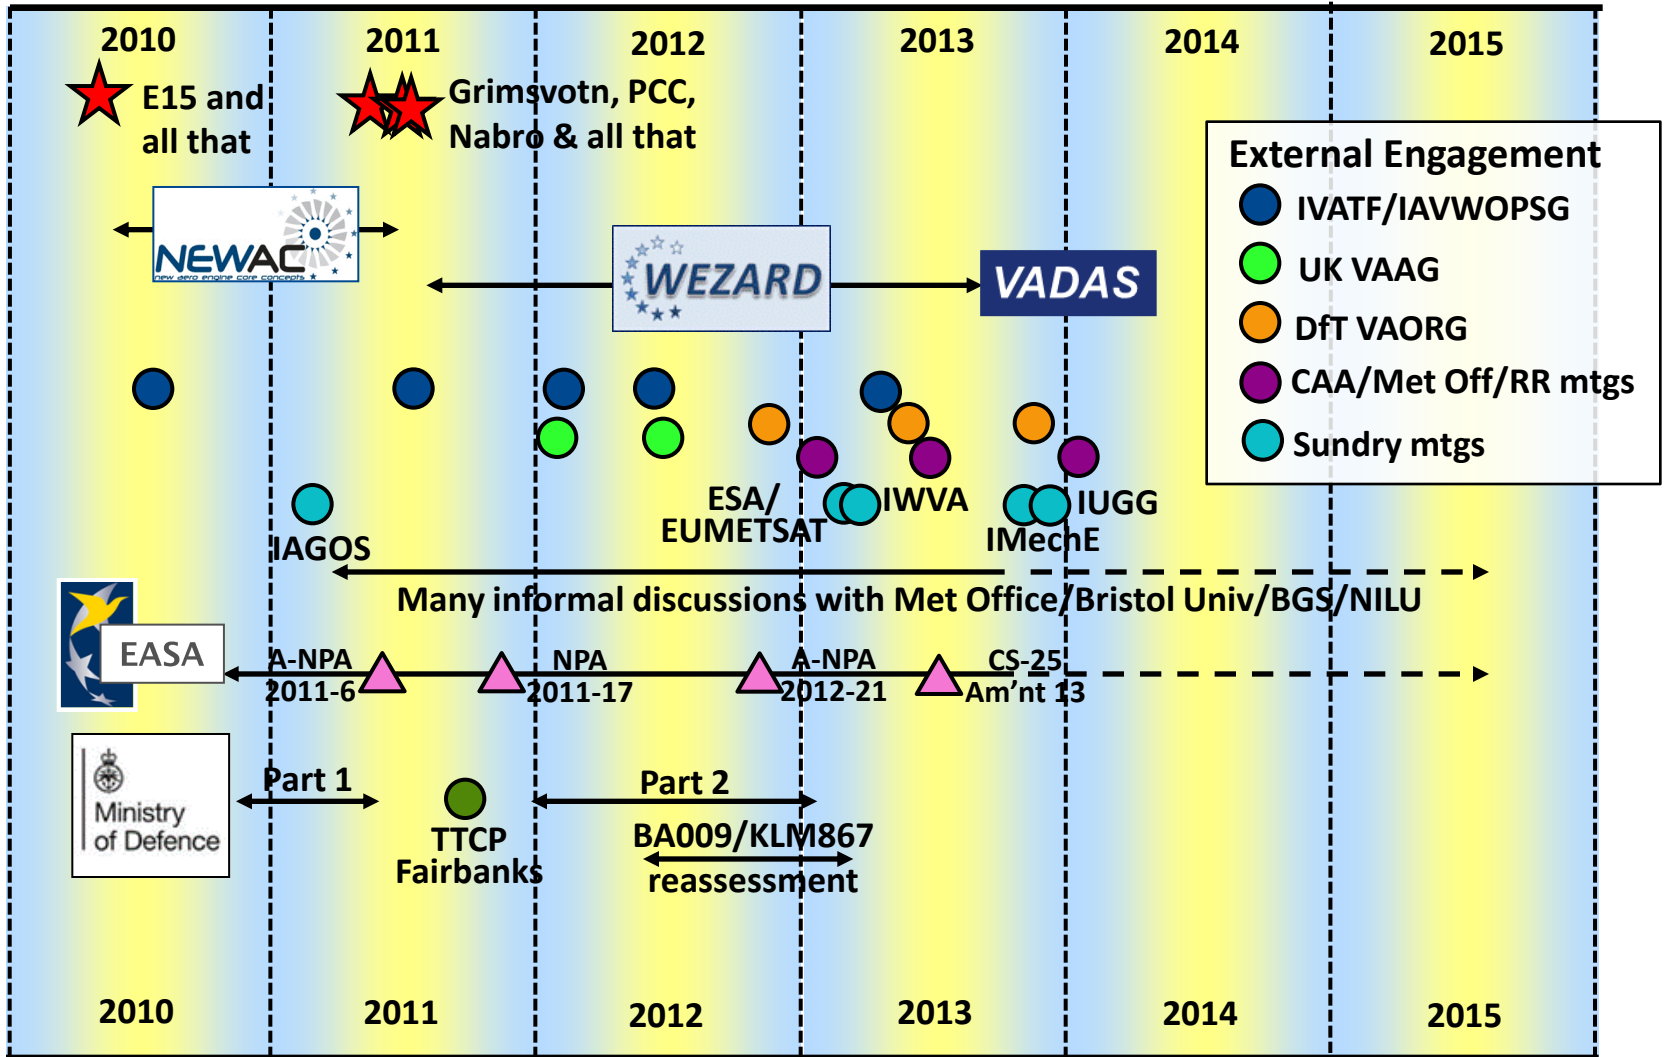 2010
2011
2012
2013
2014
2015
E15 and
all that
Grimsvotn, PCC,
Nabro & all that
External Engagement
IVATF/IAVWOPSG
UK VAAG
DfT VAORG
CAA/Met Off/RR mtgs
Sundry mtgs
NEWAC
new aero engine core concepts
WEZARD
VADAS
ESA/
EUMETSAT
IWVA
IUGG
IMechE
IAGOS
Many informal discussions with Met Office/Bristol Univ/BGS/NILU
EASA
A-NPA
2011-6
NPA
2011-17
A-NPA
2012-21
CS-25
Am'nt 13
Ministry
of Defence
Part 1
TTCP
Fairbanks
Part 2
BA009/KLM867
reassessment
2010
2011
2012
2013
2014
2015